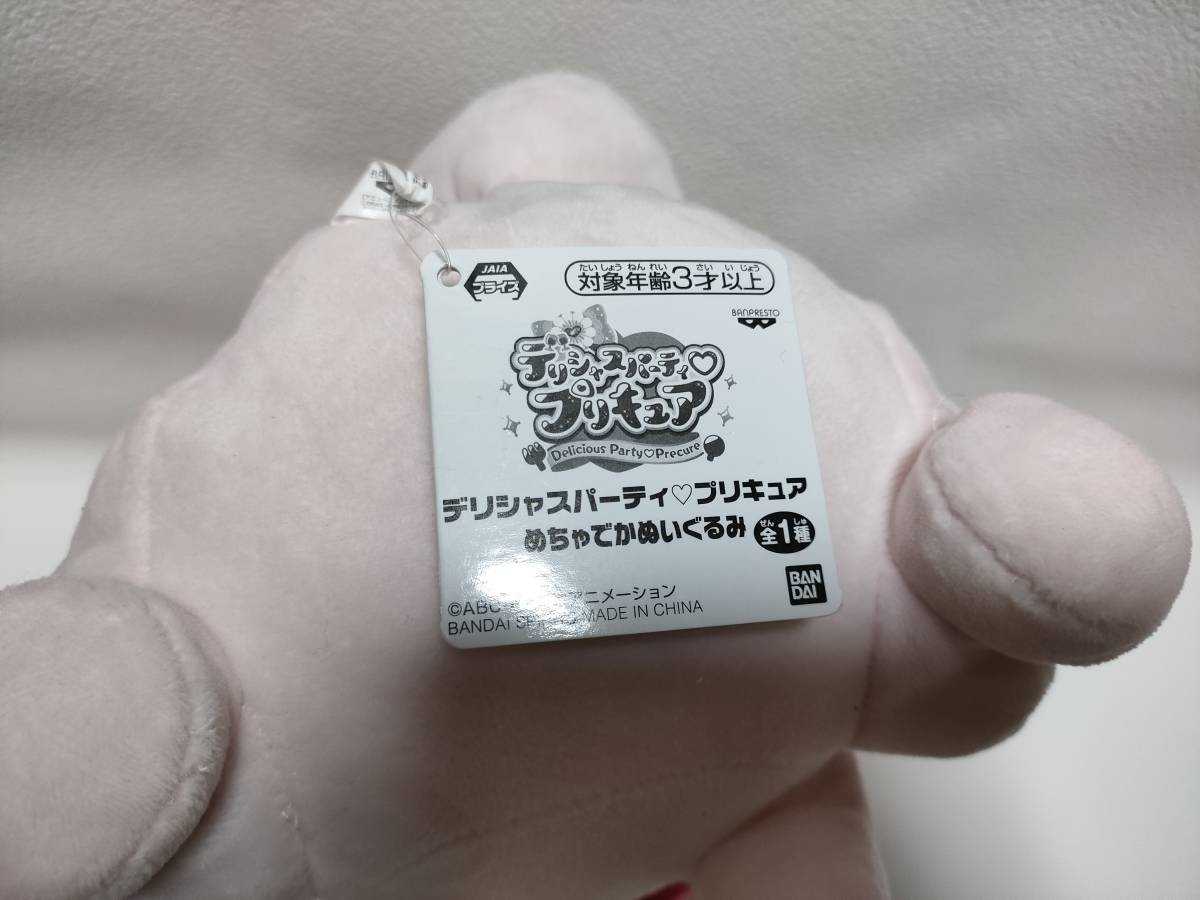 JAIA
プライズ
たいしょうねんれい さい いじょう
対象年齢3才以上
BANPRESTO
デリシャスパーティ♡
プリキュア
Delicious Party♡Precure
デリシャスパーティ♡プリキュア
めちゃでかぬいぐるみ
ぜん しゅ
全1種
©ABC アニメーション
BANDAI MADE IN CHINA
BAN
DAI